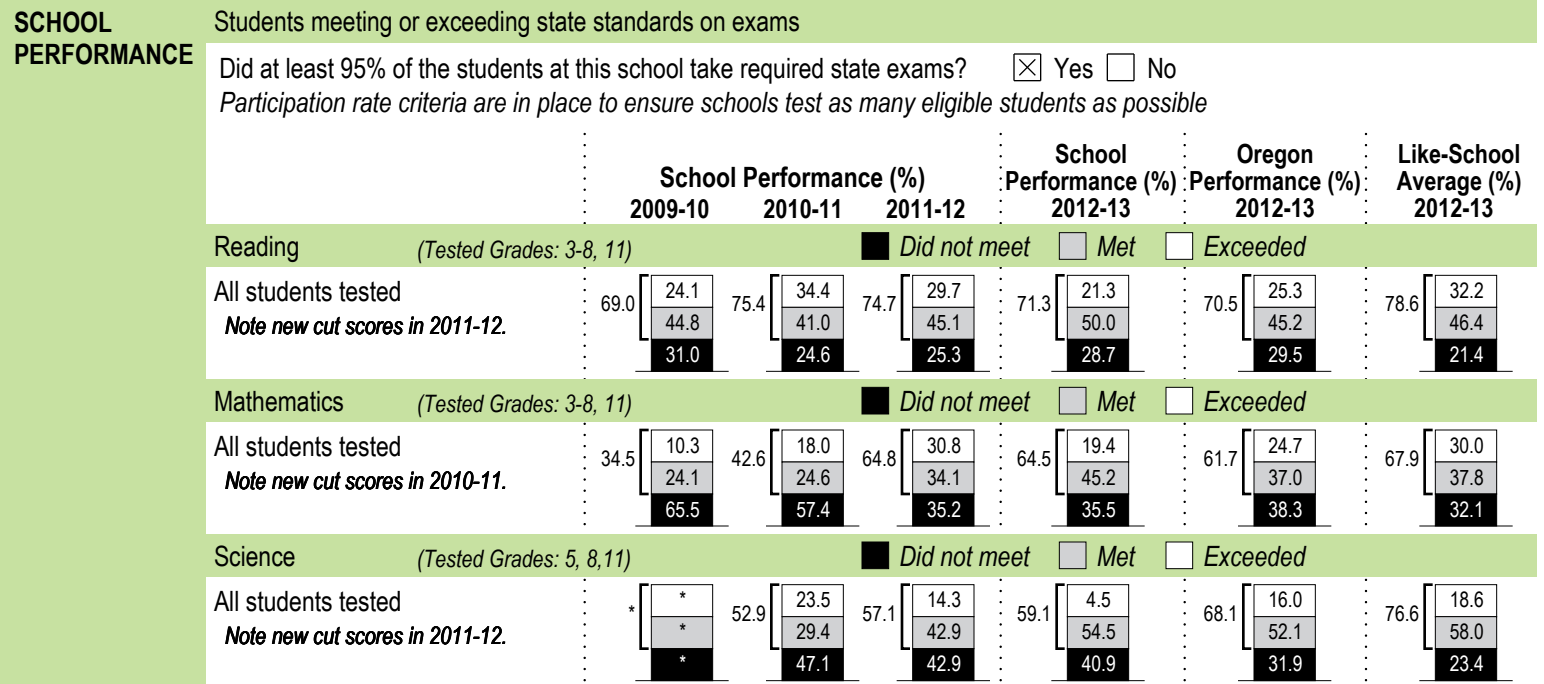 SCHOOL PERFORMANCE
Students meeting or exceeding state standards on exams
Did at least 95% of the students at this school take required state exams? ☒ Yes ☐ No
Participation rate criteria are in place to ensure schools test as many eligible students as possible
School Performance (%)
2009-10 2010-11 2011-12
School Performance (%) 2012-13
Oregon Performance (%) 2012-13
Like-School Average (%) 2012-13
Reading (Tested Grades: 3-8, 11) Did not meet Met Exceeded
All students tested
Note new cut scores in 2011-12.
69.0 24.1 44.8 31.0
75.4 34.4 41.0 24.6
74.7 29.7 45.1 25.3
71.3 21.3 50.0 28.7
70.5 25.3 45.2 29.5
78.6 32.2 46.4 21.4
Mathematics (Tested Grades: 3-8, 11) Did not meet Met Exceeded
All students tested
Note new cut scores in 2010-11.
34.5 10.3 24.1 65.5
42.6 18.0 24.6 57.4
64.8 30.8 34.1 35.2
64.5 19.4 45.2 35.5
61.7 24.7 37.0 38.3
67.9 30.0 37.8 32.1
Science (Tested Grades: 5, 8,11) Did not meet Met Exceeded
All students tested
Note new cut scores in 2011-12.
* * * *
52.9 23.5 29.4 47.1
57.1 14.3 42.9 42.9
59.1 4.5 54.5 40.9
68.1 16.0 52.1 31.9
76.6 18.6 58.0 23.4